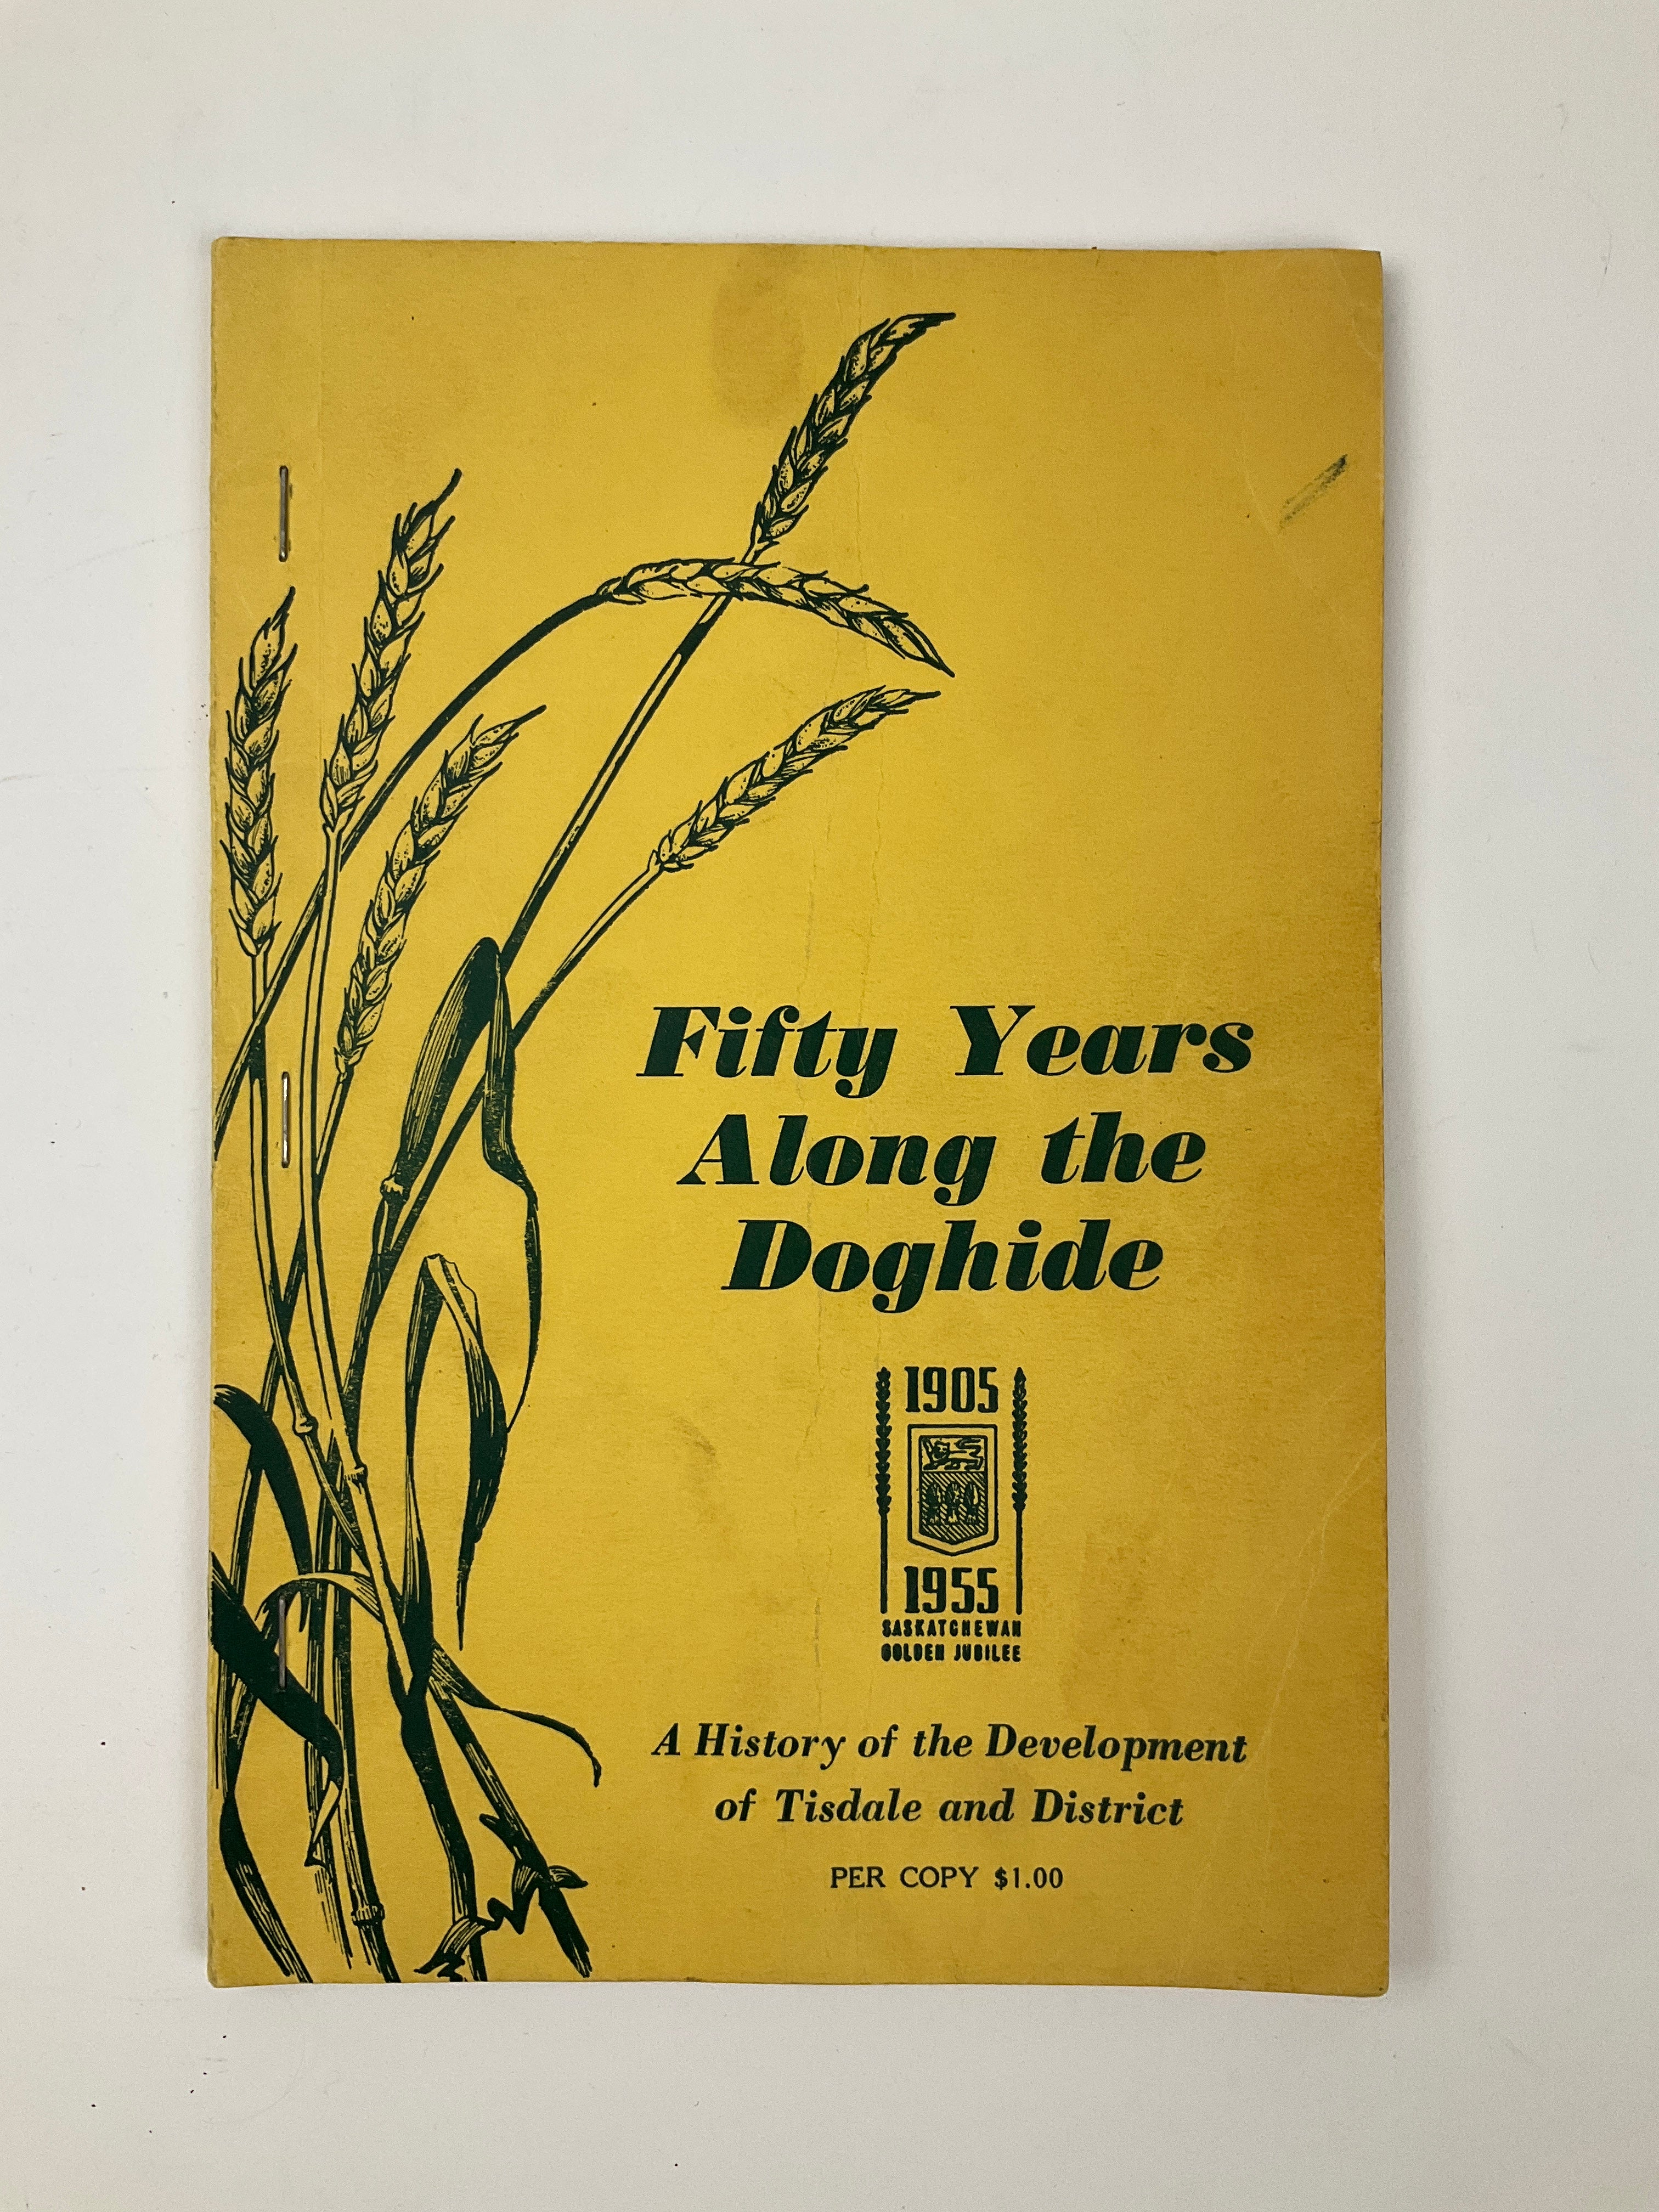 Fifty Years
Along the
Doghide
1905
1955
SASKATCHEWAN
GOLDEN JUBILEE
A History of the Development
of Tisdale and District
PER COPY $1.00